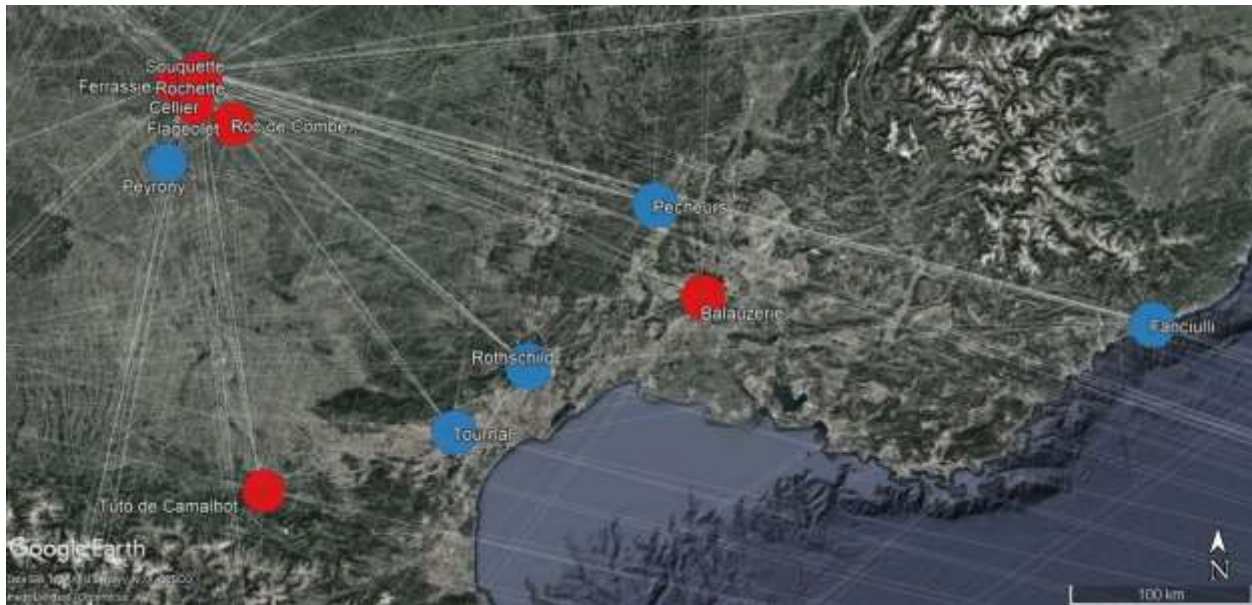 Souquette
Ferrassie Rochette
Cellier
Flageolet Roc de Combe
Peyrony
Pecheurs
Balauzerie
Fanciulli
Rothschild
Tournal
Tuto de Camalhot
Google Earth
N
100 km